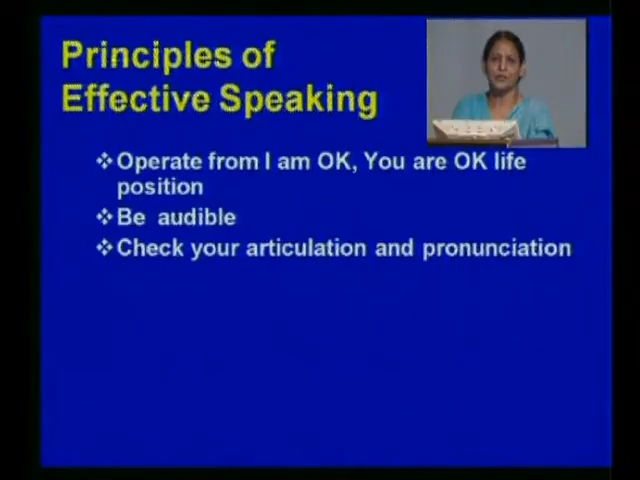 Principles of
Effective Speaking
❖Operate from I am OK, You are OK life
position
❖Be audible
❖Check your articulation and pronunciation